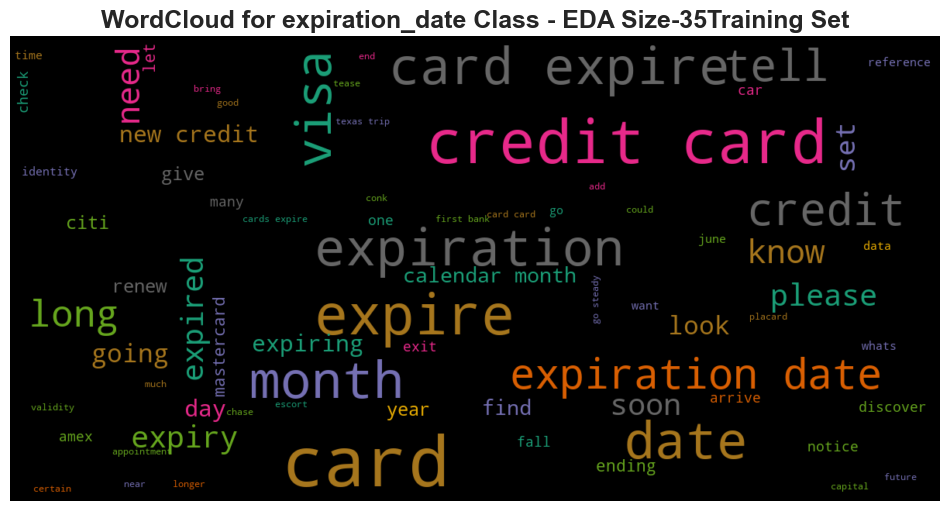 WordCloud for expiration_date Class - EDA Size-35Training Set
time
check
need
let
bring
good
new credit
visa
end
tease
texas trip
card expire
tell
car
reference
credit card
set
identity
give
many
conk
add
citi
cards expire
one
first bank
card card
go
could
credit
expiration
june
know
data
calendar month
renew
expired
mastercard
go steady
want
please
long
expire
look
placard
going
expiring
exit
whats
much
month
expiration date
validity
day
chase
escort
year
find
soon
arrive
discover
amex
expiry
appointment
card
fall
date
ending
notice
certain
near
longer
capital
future